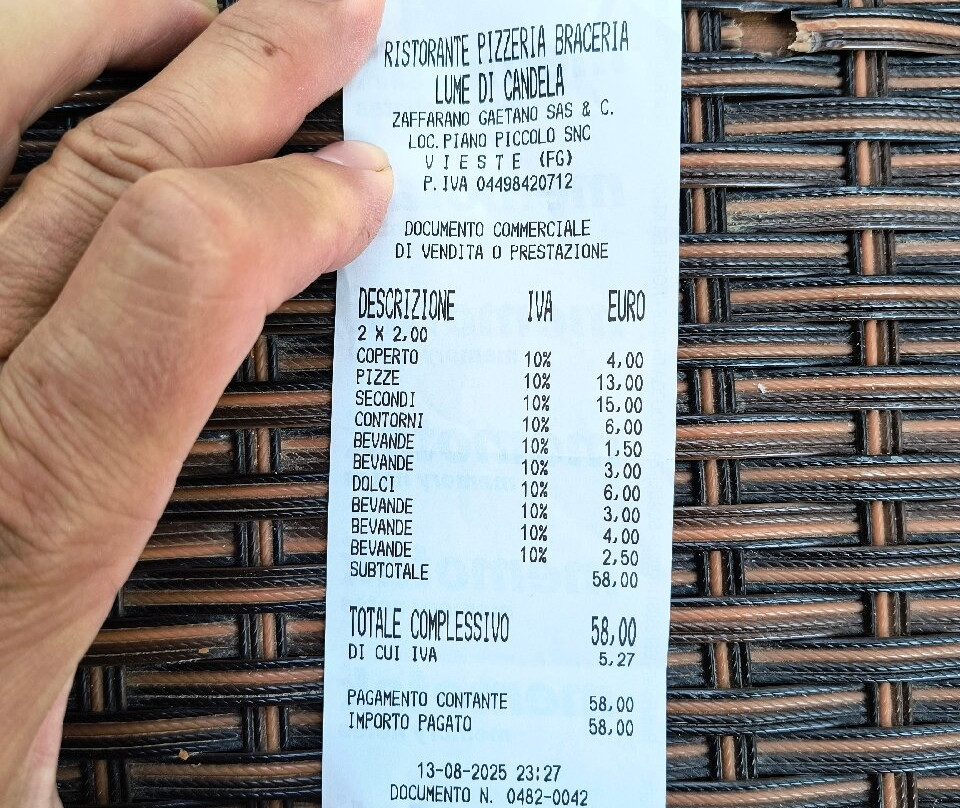 RISTORANTE PIZZERIA BRACERIA
LUME DI CANDELA
ZAFFARANO GAETANO SAS & C.
LOC.PIANO PICCOLO SNC
VIESTE (FG)
P.IVA 04498420712
DOCUMENTO COMMERCIALE
DI VENDITA O PRESTAZIONE
DESCRIZIONE IVA EURO
2 X 2,00
COPERTO 10% 4,00
PIZZE 10% 13,00
SECONDI 10% 15,00
CONTORNI 10% 6,00
BEVANDE 10% 1,50
BEVANDE 10% 3,00
DOLCI 10% 6,00
BEVANDE 10% 3,00
BEVANDE 10% 4,00
BEVANDE 10% 2,50
SUBTOTALE 58,00
TOTALE COMPLESSIVO 58,00
DI CUI IVA 5,27
PAGAMENTO CONTANTE 58,00
IMPORTO PAGATO 58,00
13-08-2025 23:27
DOCUMENTO N. 0482-0042